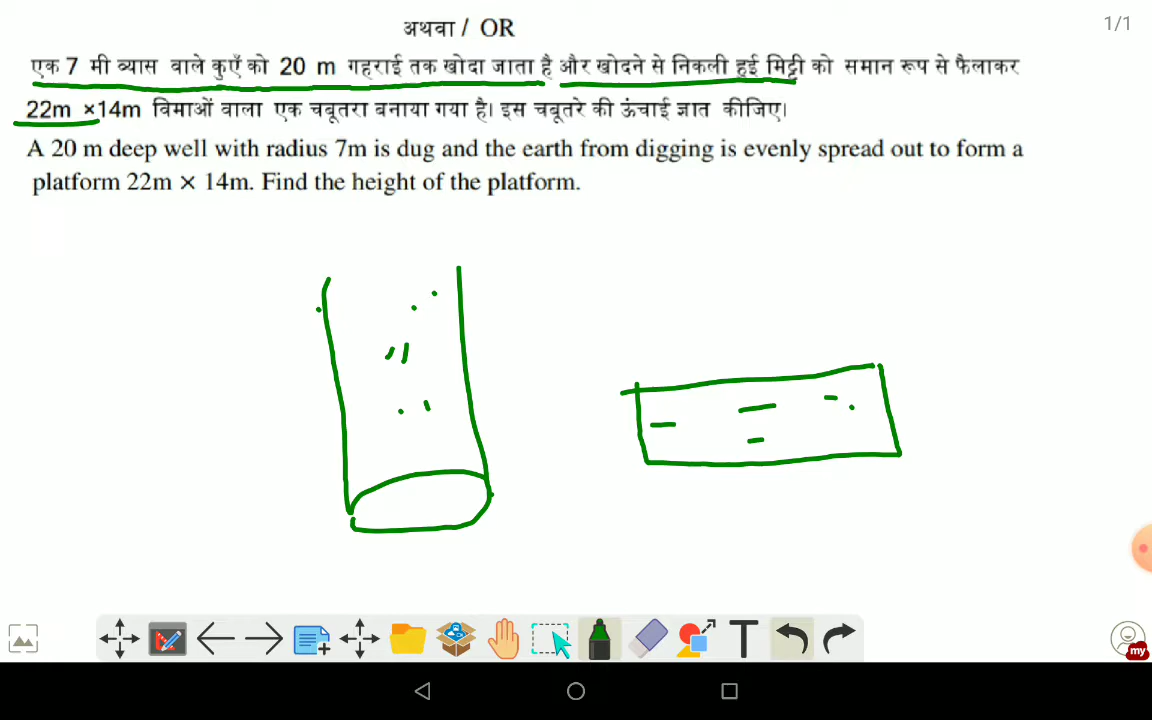 अथवा / OR
1/1
एक 7 मी व्यास वाले कुएँ को 20 m गहराई तक खोदा जाता है और खोदने से निकली हुई मिट्टी को समान रूप से फैलाकर
22m ×14m विमाओं वाला एक चबूतरा बनाया गया है। इस चबूतरे की ऊंचाई ज्ञात कीजिए।
A 20 m deep well with radius 7m is dug and the earth from digging is evenly spread out to form a
platform 22m × 14m. Find the height of the platform.
T
my